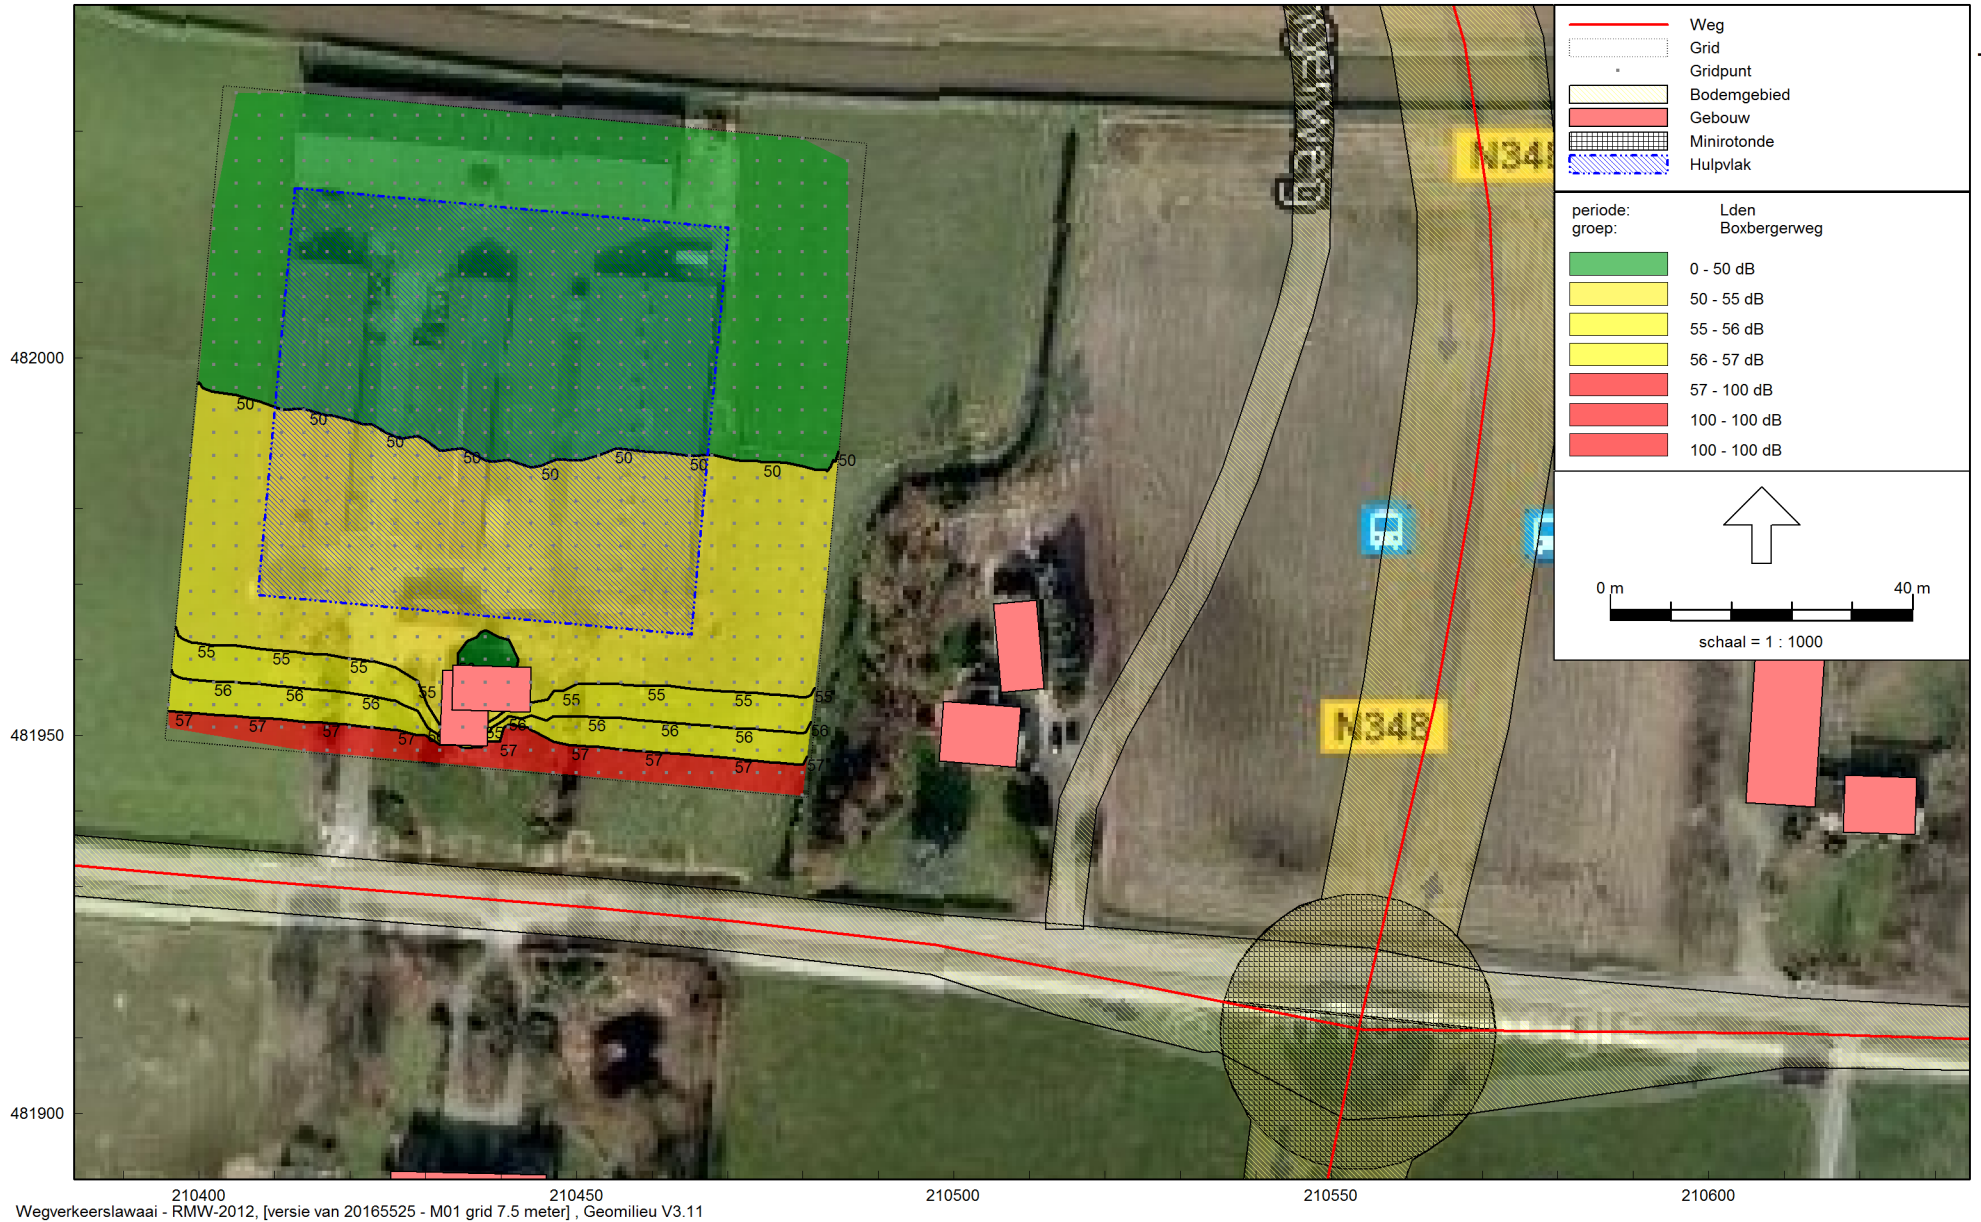 Weg
Grid
Gridpunt
Bodemgebied
Gebouw
Minirotonde
Hulpvlak
periode: Lden
groep: Boxbergerweg
0 - 50 dB
50 - 55 dB
55 - 56 dB
56 - 57 dB
57 - 100 dB
100 - 100 dB
100 - 100 dB
0 m 40 m
schaal = 1 : 1000
N348
N348
482000
481950
481900
50 50 50 50 50 50 50 50 50
55 55 55 55 55 55 55 55
56 56 56 56 56 56 56 56
57 57 57 57 57 57 57 57 57
55
210400 210450 210500 210550 210600
Wegverkeerslawaai - RMW-2012, [versie van 20165525 - M01 grid 7.5 meter] , Geomilieu V3.11